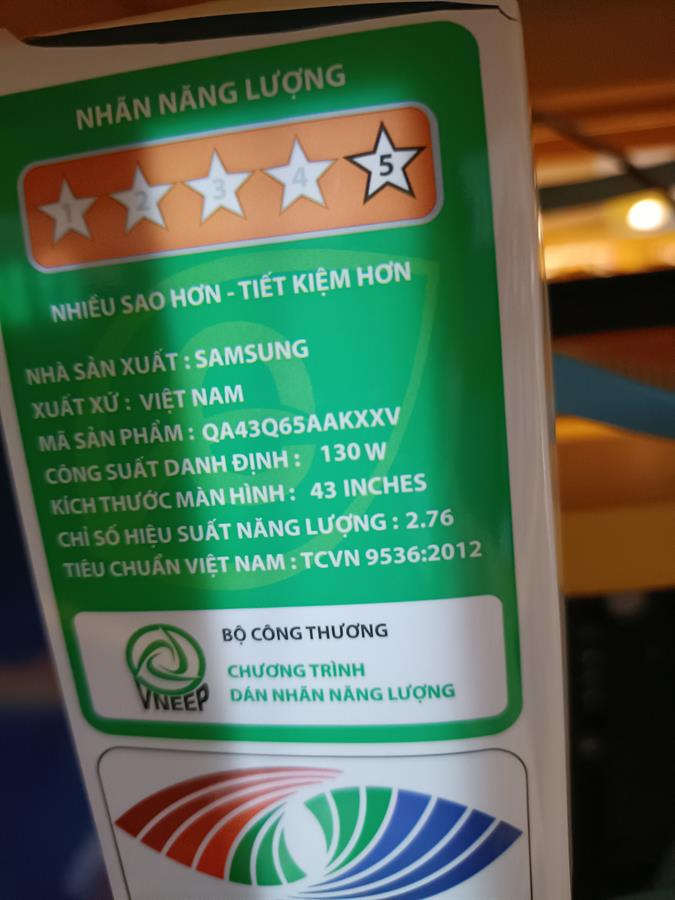 NHÃN NĂNG LƯỢNG
1 2 3 4 5
NHIỀU SAO HƠN - TIẾT KIỆM HƠN
NHÀ SẢN XUẤT : SAMSUNG
XUẤT XỨ : VIỆT NAM
MÃ SẢN PHẨM : QA43Q65AAKXXV
CÔNG SUẤT DANH ĐỊNH : 130 W
KÍCH THƯỚC MÀN HÌNH : 43 INCHES
CHỈ SỐ HIỆU SUẤT NĂNG LƯỢNG : 2.76
TIÊU CHUẨN VIỆT NAM : TCVN 9536:2012
BỘ CÔNG THƯƠNG
VNEEP
CHƯƠNG TRÌNH
DÁN NHÃN NĂNG LƯỢNG